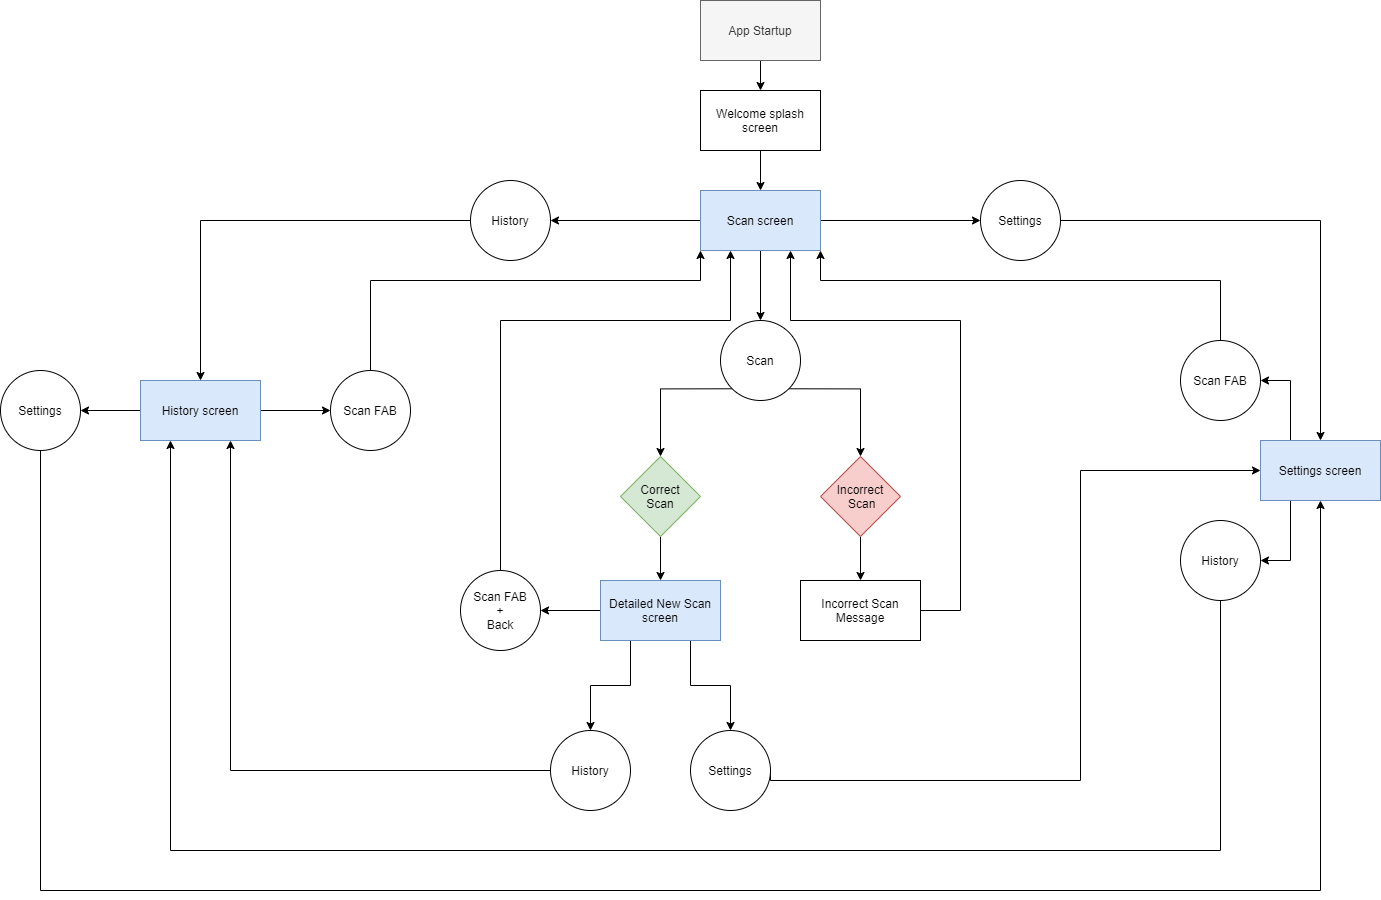 App Startup
Welcome splash
screen
History
Scan screen
Settings
Scan
Settings
History screen
Scan FAB
Scan FAB
Settings screen
Correct
Scan
Incorrect
Scan
History
Scan FAB
+
Back
Detailed New Scan
screen
Incorrect Scan
Message
History
Settings